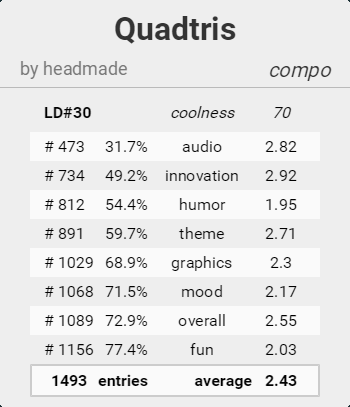 Quadtris
by headmade compo
LD#30 coolness 70
# 473 31.7% audio 2.82
# 734 49.2% innovation 2.92
# 812 54.4% humor 1.95
# 891 59.7% theme 2.71
# 1029 68.9% graphics 2.3
# 1068 71.5% mood 2.17
# 1089 72.9% overall 2.55
# 1156 77.4% fun 2.03
1493 entries average 2.43